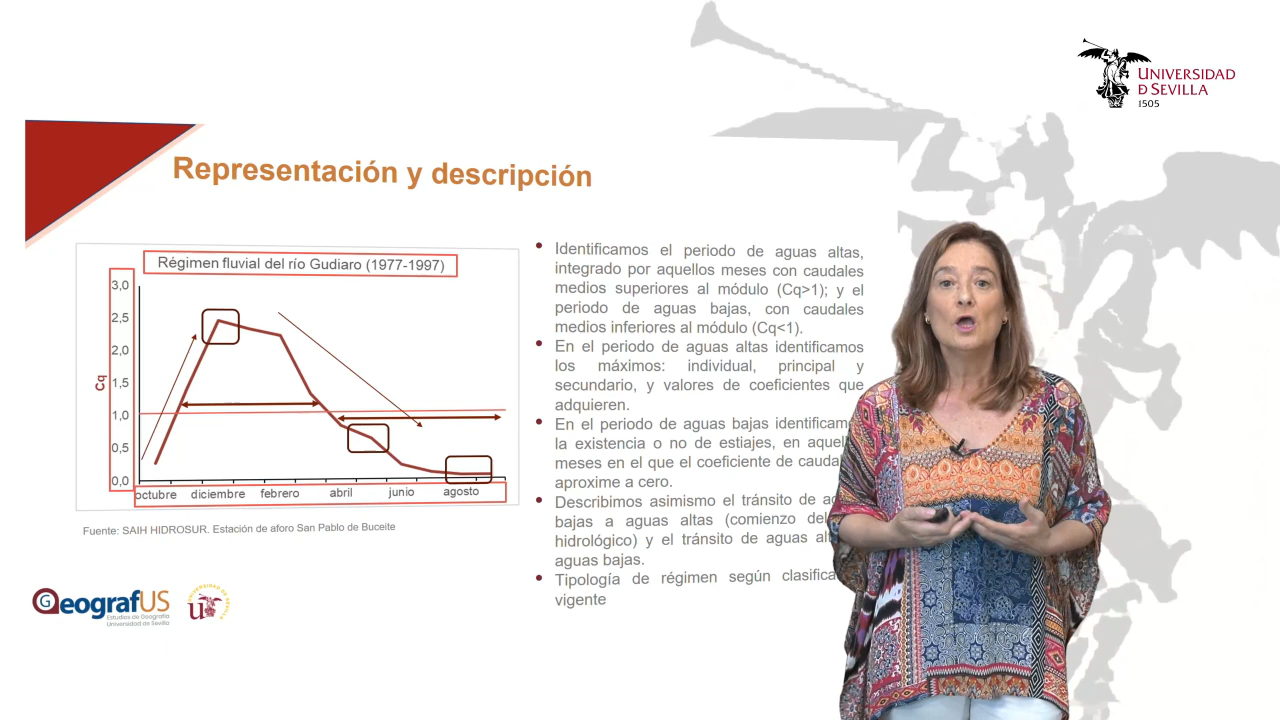 UNIVERSIDAD
D SEVILLA
1505
Representación y descripción
Régimen fluvial del río Gudiaro (1977-1997)
Cq
3,0
2,5
2,0
1,5
1,0
0,5
0,0
octubre diciembre febrero abril junio agosto
Fuente: SAIH HIDROSUR. Estación de aforo San Pablo de Buceite
Identificamos el periodo de aguas altas,
integrado por aquellos meses con caudales
medios superiores al módulo (Cq>1); y el
periodo de aguas bajas, con caudales
medios inferiores al módulo (Cq<1).
En el periodo de aguas altas identificamos
los máximos: individual, principal y
secundario, y valores de coeficientes que
adquieren.
En el periodo de aguas bajas
la existencia o no de estiajes, en
meses en el que el coeficiente de
aproxime a cero.
Describimos asimismo el tránsito de
bajas a aguas altas (comienzo
hidrológico) y el tránsito de aguas
aguas bajas.
Tipología de régimen según
vigente
GeografUS
Estudios de Geografía
Universidad de Sevilla
UNIVERSIDAD DE SEVILLA